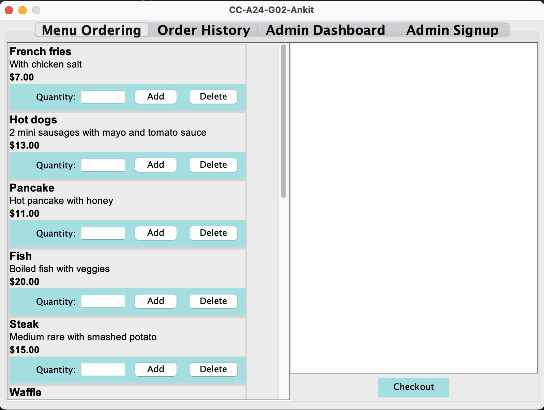 CC-A24-G02-Ankit
Menu Ordering Order History Admin Dashboard Admin Signup
French fries
With chicken salt
$7.00
Quantity: Add Delete
Hot dogs
2 mini sausages with mayo and tomato sauce
$13.00
Quantity: Add Delete
Pancake
Hot pancake with honey
$11.00
Quantity: Add Delete
Fish
Boiled fish with veggies
$20.00
Quantity: Add Delete
Steak
Medium rare with smashed potato
$15.00
Quantity: Add Delete
Waffle
Checkout